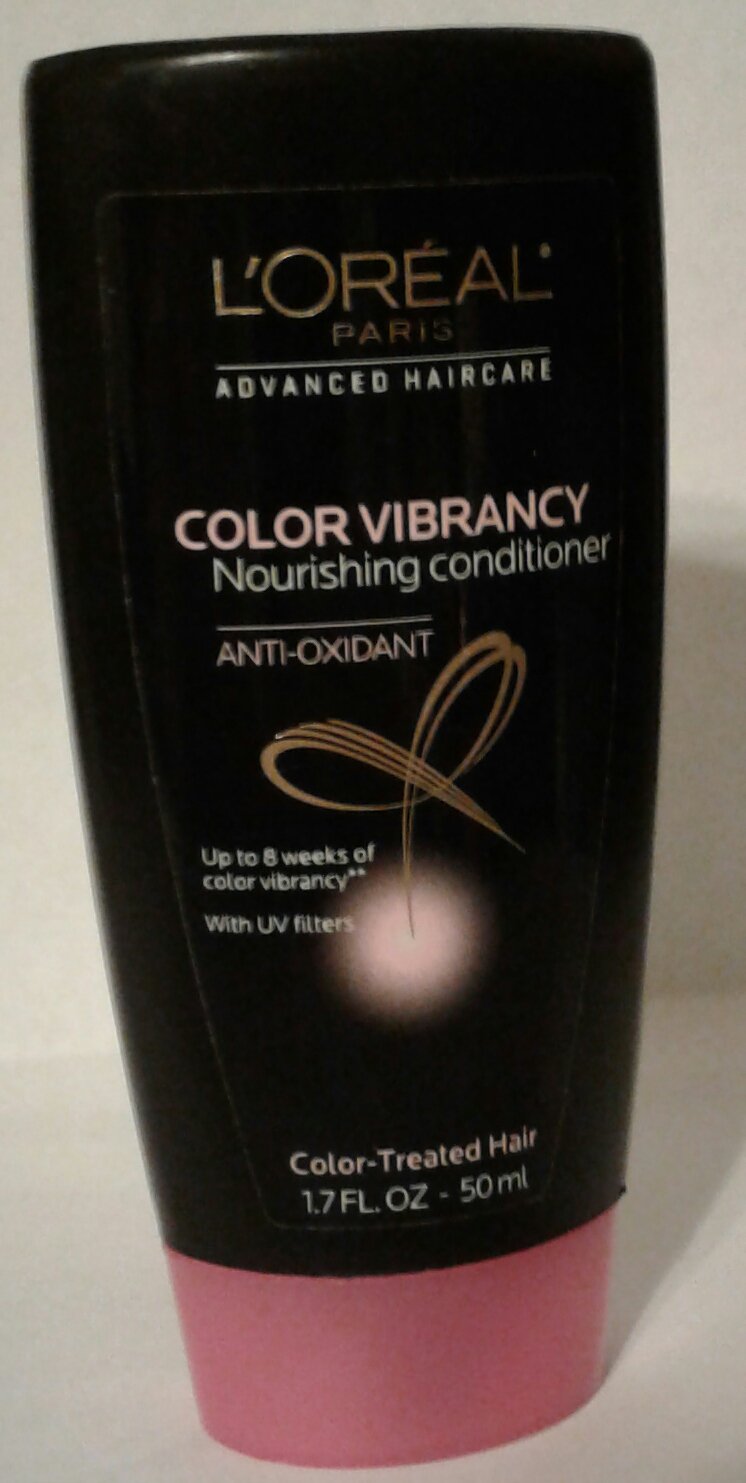 L'ORÉAL®
PARIS
ADVANCED HAIRCARE
COLOR VIBRANCY
Nourishing conditioner
ANTI-OXIDANT
Up to 8 weeks of
color vibrancy**
With UV filters
Color-Treated Hair
1.7 FL. OZ - 50 ml